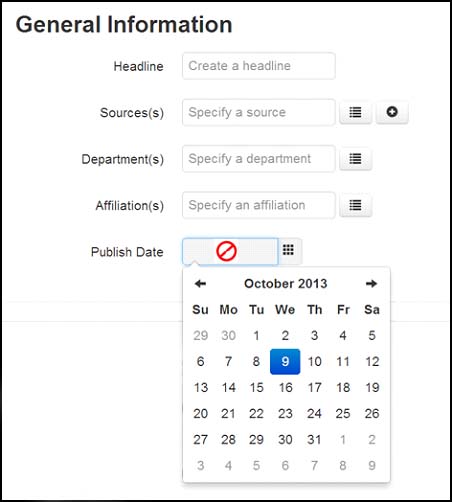 General Information
Headline Create a headline
Sources(s) Specify a source
Department(s) Specify a department
Affiliation(s) Specify an affiliation
Publish Date
October 2013
Su Mo Tu We Th Fr Sa
29 30 1 2 3 4 5
6 7 8 9 10 11 12
13 14 15 16 17 18 19
20 21 22 23 24 25 26
27 28 29 30 31 1 2
3 4 5 6 7 8 9